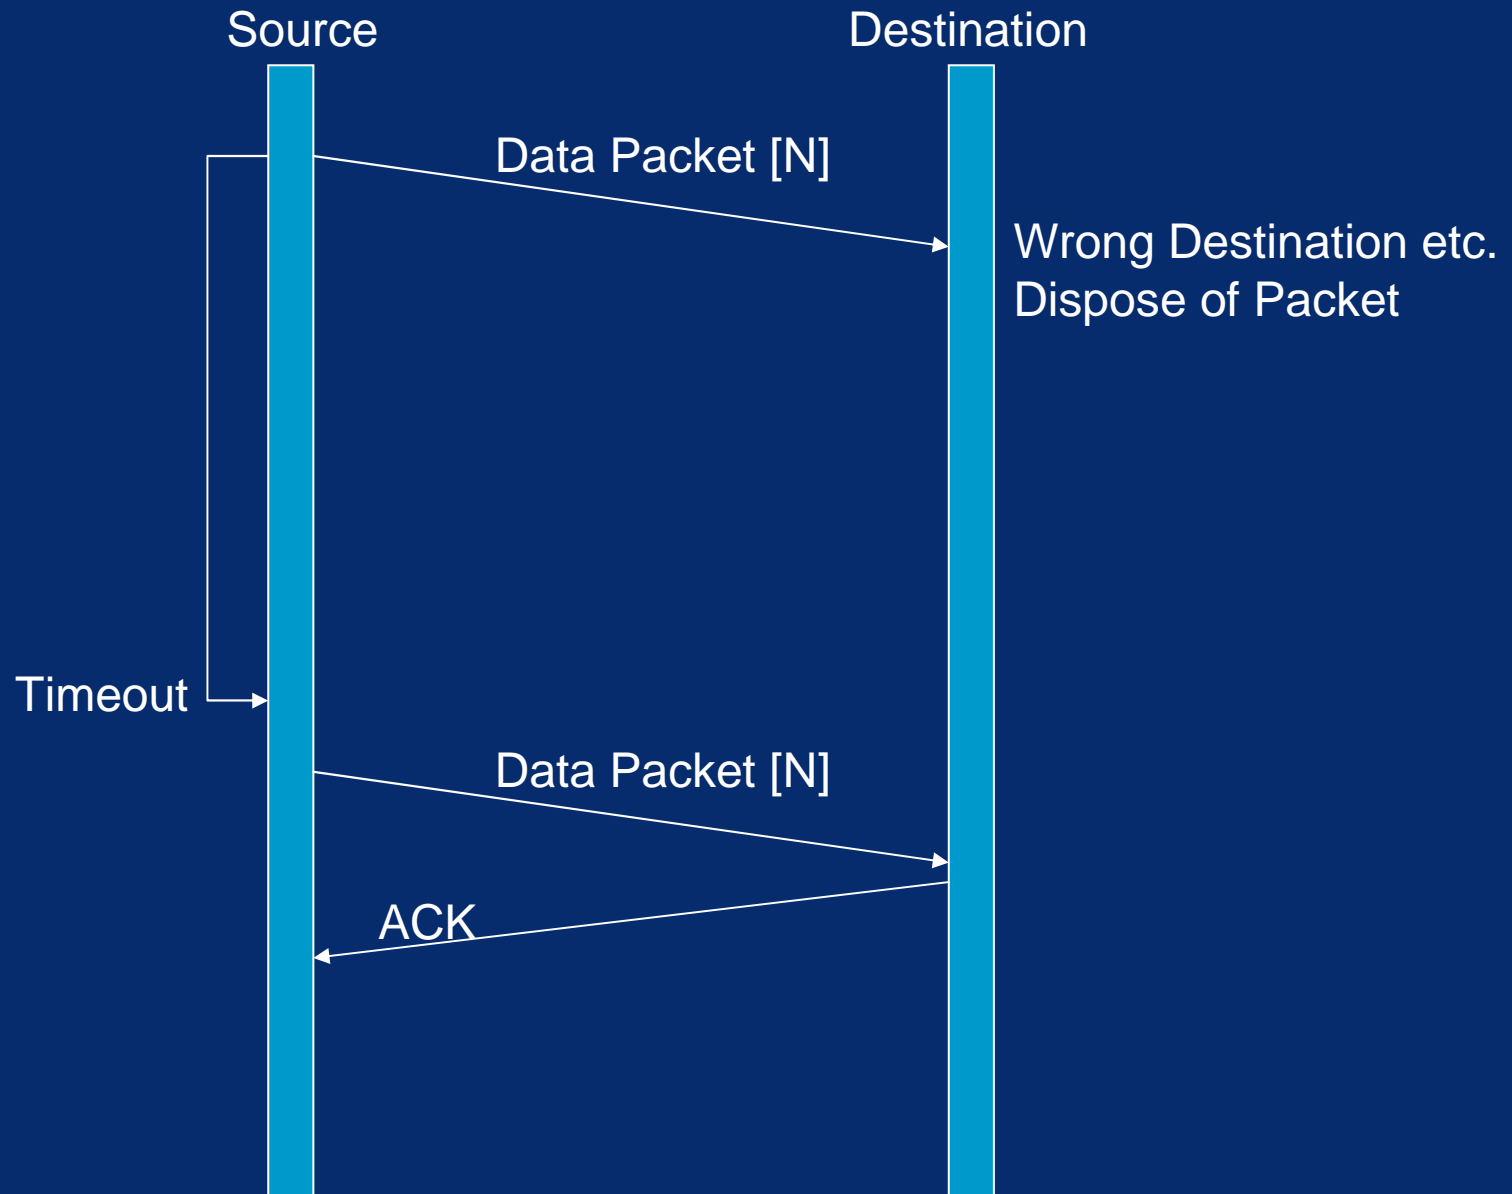 Source
Destination
Data Packet [N]
Wrong Destination etc.
Dispose of Packet
Timeout
Data Packet [N]
ACK